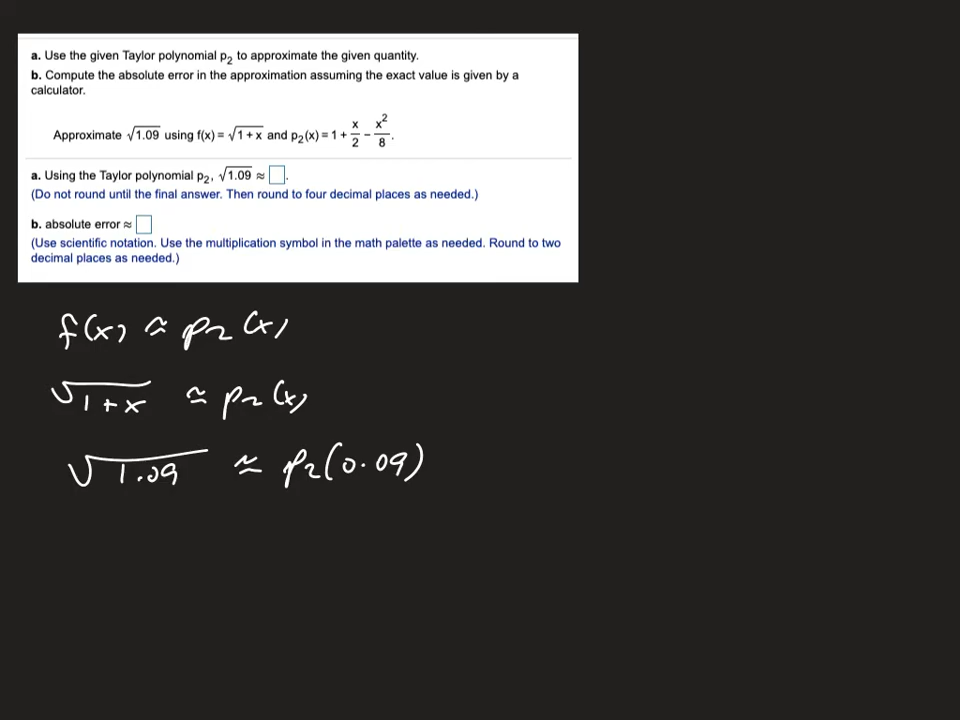 a. Use the given Taylor polynomial p₂ to approximate the given quantity.
b. Compute the absolute error in the approximation assuming the exact value is given by a
calculator.
Approximate √1.09 using f(x) = √(1 + x) and p₂(x) = 1 + x/2 − x²/8.
a. Using the Taylor polynomial p₂, √1.09 ≈ □.
(Do not round until the final answer. Then round to four decimal places as needed.)
b. absolute error ≈ □
(Use scientific notation. Use the multiplication symbol in the math palette as needed. Round to two
decimal places as needed.)
f(x) ≈ p₂(x)
√(1 + x) ≈ p₂(x)
√1.09 ≈ p₂(0.09)